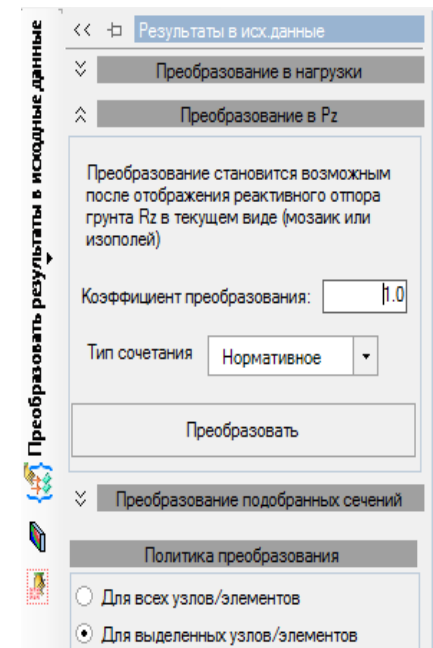 Преобразовать результаты в исходные данные
<< Результаты в исх.данные
Преобразование в нагрузки
Преобразование в Pz
Преобразование становится возможным
после отображения реактивного отпора
грунта Rz в текущем виде (мозаик или
изополей)
Коэффициент преобразования: 1.0
Тип сочетания Нормативное
Преобразовать
Преобразование подобранных сечений
Политика преобразования
Для всех узлов/элементов
Для выделенных узлов/элементов